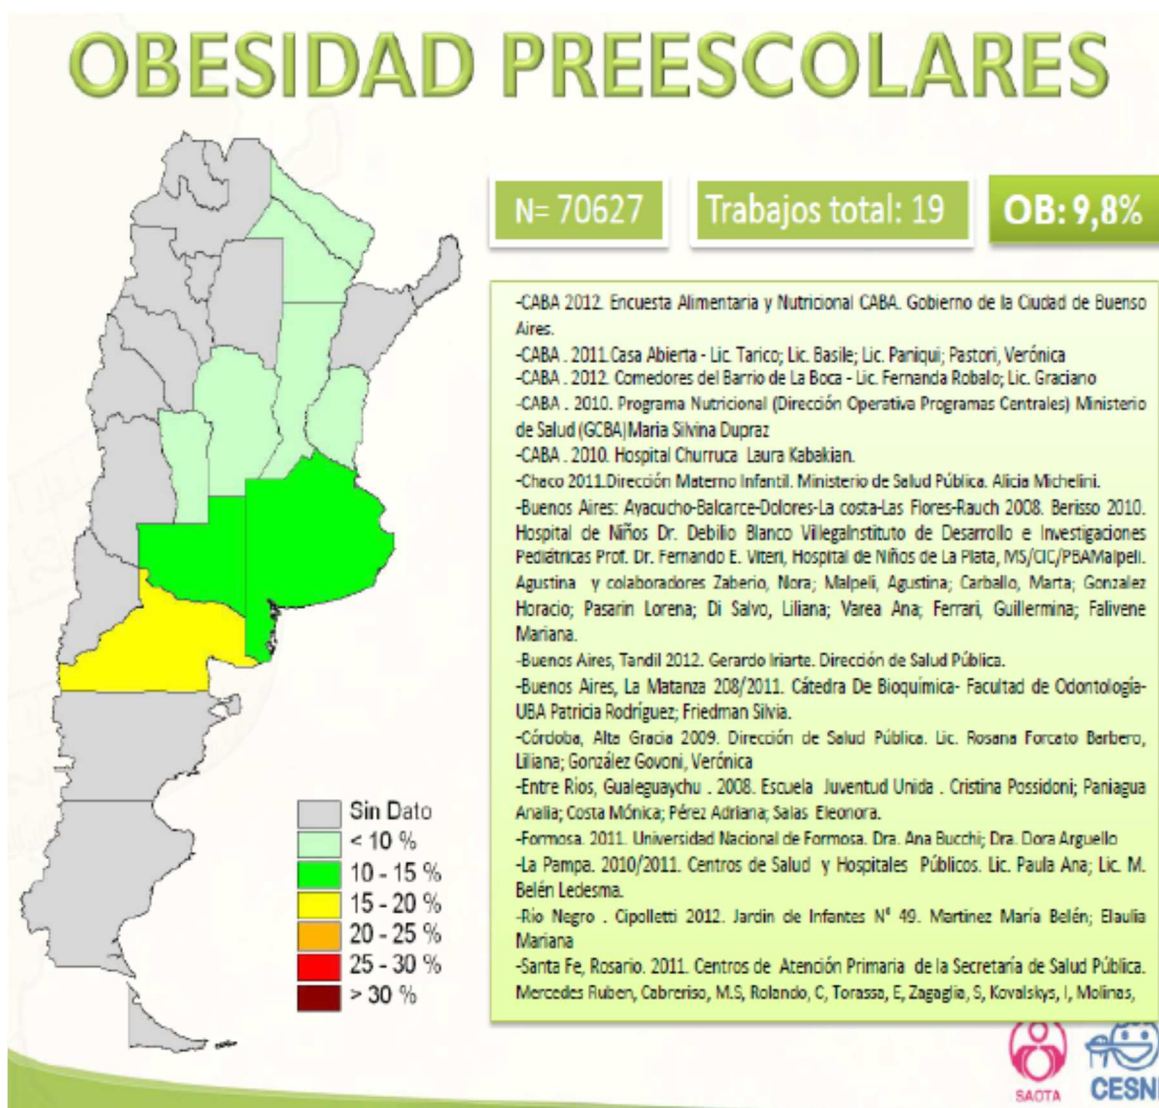 OBESIDAD PREESCOLARES
N= 70627
Trabajos total: 19
OB: 9,8%
-CABA 2012. Encuesta Alimentaria y Nutricional CABA. Gobierno de la Ciudad de Buenso
Aires.
-CABA . 2011.Casa Abierta - Lic. Tarico; Lic. Basile; Lic. Paniqui; Pastori, Verónica
-CABA . 2012. Comedores del Barrio de La Boca - Lic. Fernanda Robalo; Lic. Graciano
-CABA . 2010. Programa Nutricional (Dirección Operativa Programas Centrales) Ministerio
de Salud (GCBA)Maria Silvina Dupraz
-CABA . 2010. Hospital Churruca Laura Kabakian.
-Chaco 2011.Dirección Materno Infantil. Ministerio de Salud Pública. Alicia Michelini.
-Buenos Aires: Ayacucho-Balcarce-Dolores-La costa-Las Flores-Rauch 2008. Berisso 2010.
Hospital de Niños Dr. Debilio Blanco VillegaInstituto de Desarrollo e Investigaciones
Pediátricas Prof. Dr. Fernando E. Viteri, Hospital de Niños de La Plata, MS/CIC/PBAMalpeli.
Agustina y colaboradores Zaberio, Nora; Malpeli, Agustina; Carballo, Marta; Gonzalez
Horacio; Pasarin Lorena; Di Salvo, Liliana; Varea Ana; Ferrari, Guillermina; Falivene
Mariana.
-Buenos Aires, Tandil 2012. Gerardo Iriarte. Dirección de Salud Pública.
-Buenos Aires, La Matanza 208/2011. Cátedra De Bioquímica- Facultad de Odontología-
UBA Patricia Rodríguez; Friedman Silvia.
-Córdoba, Alta Gracia 2009. Dirección de Salud Pública. Lic. Rosana Forcato Barbero,
Liliana; González Govoni, Verónica
-Entre Ríos, Gualeguaychu . 2008. Escuela Juventud Unida . Cristina Possidoni; Paniagua
Analia; Costa Mónica; Pérez Adriana; Salas Eleonora.
-Formosa. 2011. Universidad Nacional de Formosa. Dra. Ana Bucchi; Dra. Dora Arguello
-La Pampa. 2010/2011. Centros de Salud y Hospitales Públicos. Lic. Paula Ana; Lic. M.
Belén Ledesma.
-Rio Negro . Cipolletti 2012. Jardin de Infantes N° 49. Martinez María Belén; Elaulia
Mariana
-Santa Fe, Rosario. 2011. Centros de Atención Primaria de la Secretaría de Salud Pública.
Mercedes Ruben, Cabreriso, M.S, Rolando, C, Torassa, E, Zagaglia, S, Kovalskys, I, Molinas,
Sin Dato
< 10 %
10 - 15 %
15 - 20 %
20 - 25 %
25 - 30 %
> 30 %
SAOTA
CESNI